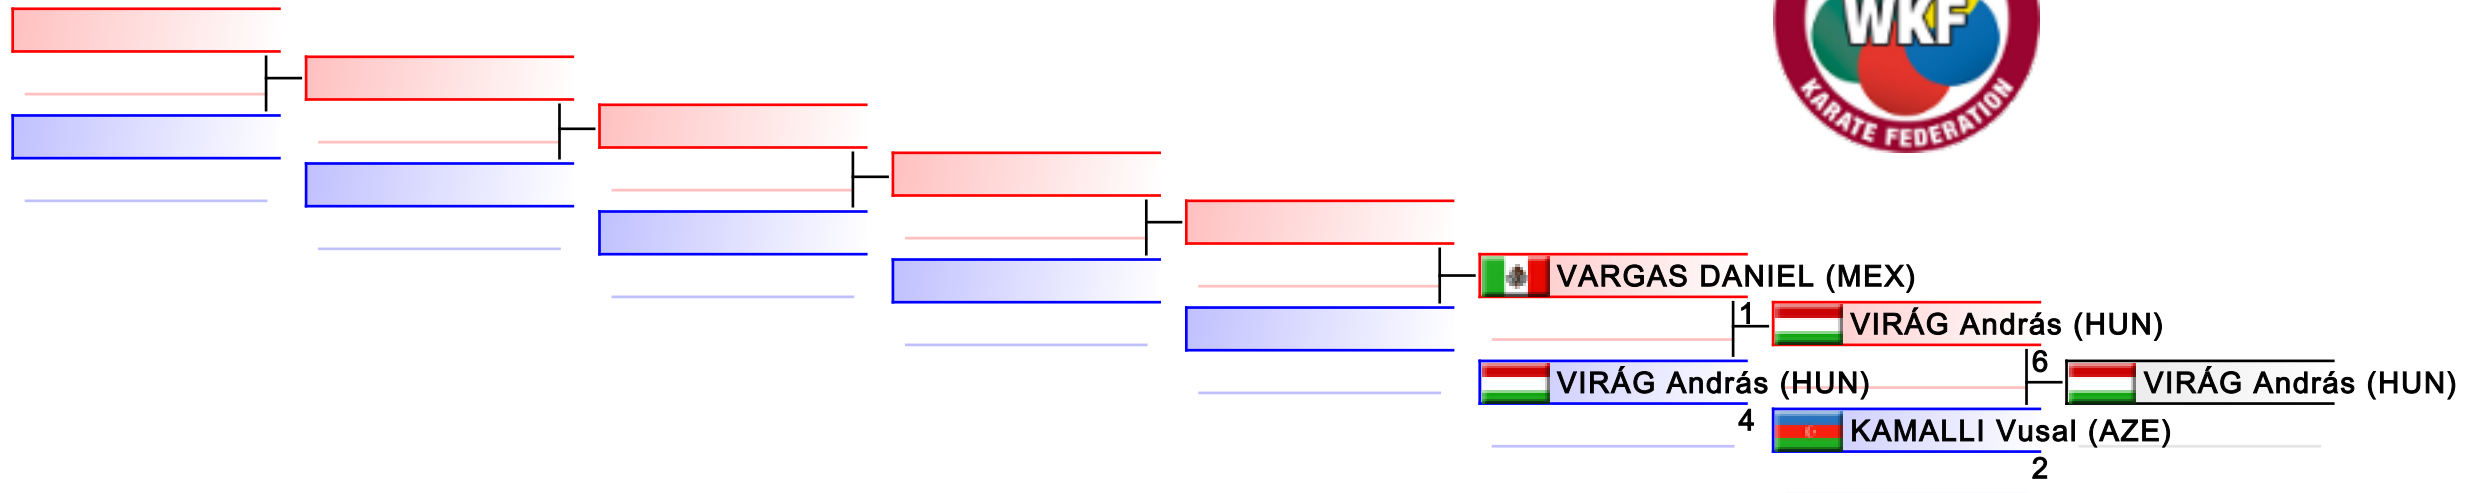 WKF
KARATE FEDERATION
VARGAS DANIEL (MEX)
1
VIRÁG András (HUN)
6
VIRÁG András (HUN)
VIRÁG András (HUN)
4
KAMALLI Vusal (AZE)
2